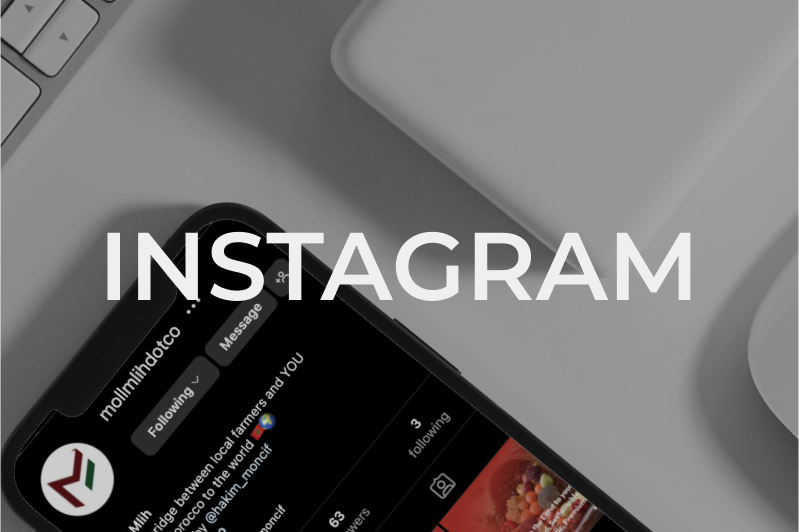 INSTAGRAM
mollmlihdotco
Following
Message
Mlih
ridge between local farmers and YOU
orocco to the world
by @hakim_moncif
moncif
63
wers
3
following